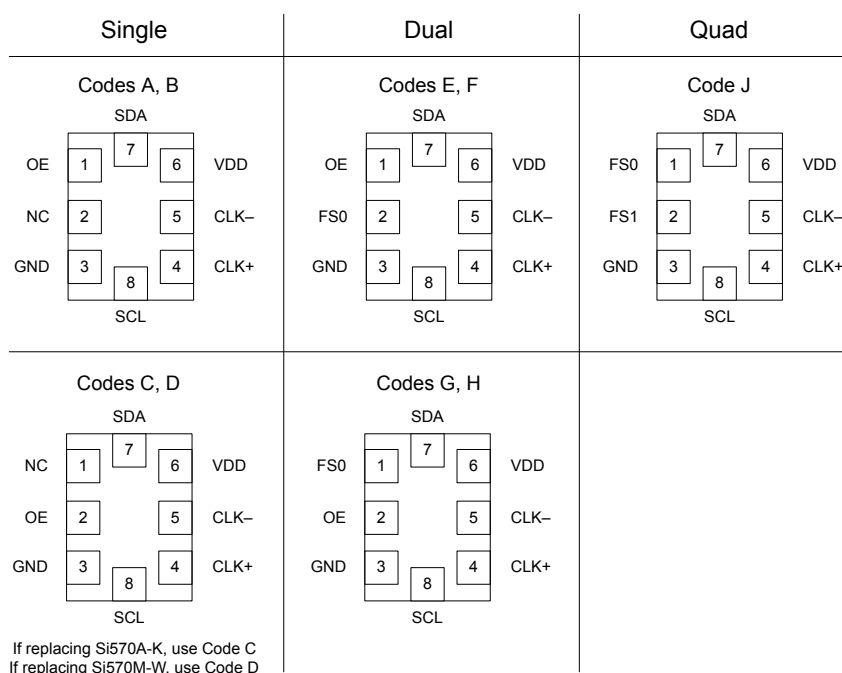 Single
Dual
Quad
Codes A, B
SDA
7
OE 1 6 VDD
NC 2 5 CLK–
GND 3 4 CLK+
8
SCL
Codes E, F
SDA
7
OE 1 6 VDD
FS0 2 5 CLK–
GND 3 4 CLK+
8
SCL
Code J
SDA
7
FS0 1 6 VDD
FS1 2 5 CLK–
GND 3 4 CLK+
8
SCL
Codes C, D
SDA
7
NC 1 6 VDD
OE 2 5 CLK–
GND 3 4 CLK+
8
SCL
If replacing Si570A-K, use Code C
If replacing Si570M-W, use Code D
Codes G, H
SDA
7
FS0 1 6 VDD
OE 2 5 CLK–
GND 3 4 CLK+
8
SCL